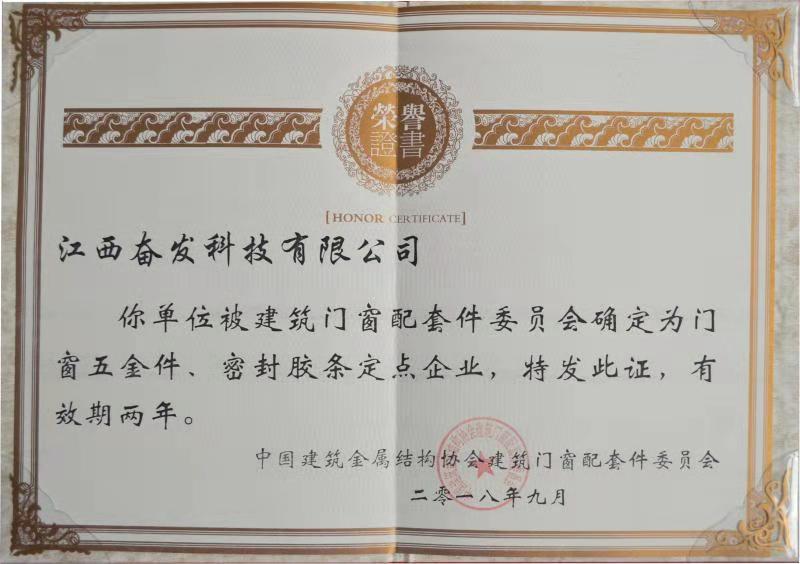 榮譽
證書
[HONOR CERTIFICATE]
江西奋发科技有限公司
你单位被建筑门窗配套件委员会确定为门
窗五金件、密封胶条定点企业，特发此证，有
效期两年。
中国建筑金属结构协会建筑门窗配套件委员会
二零一八年九月